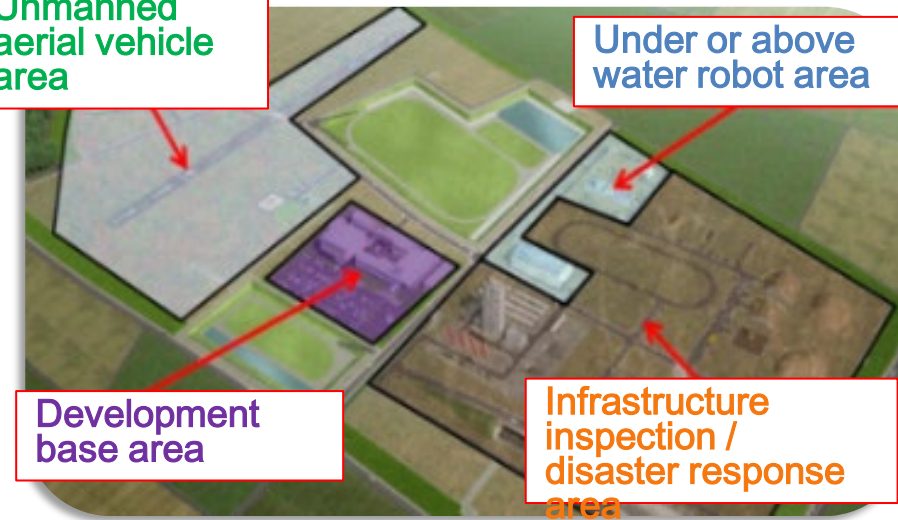 Unmanned
aerial vehicle
area
Under or above
water robot area
Development
base area
Infrastructure
inspection /
disaster response
area